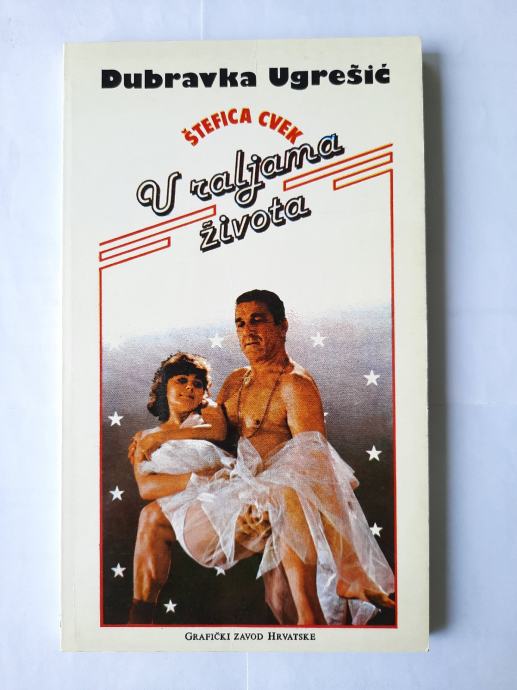 Dubravka Ugrešić
ŠTEFICA CVEK
U raljama
života
GRAFIČKI ZAVOD HRVATSKE